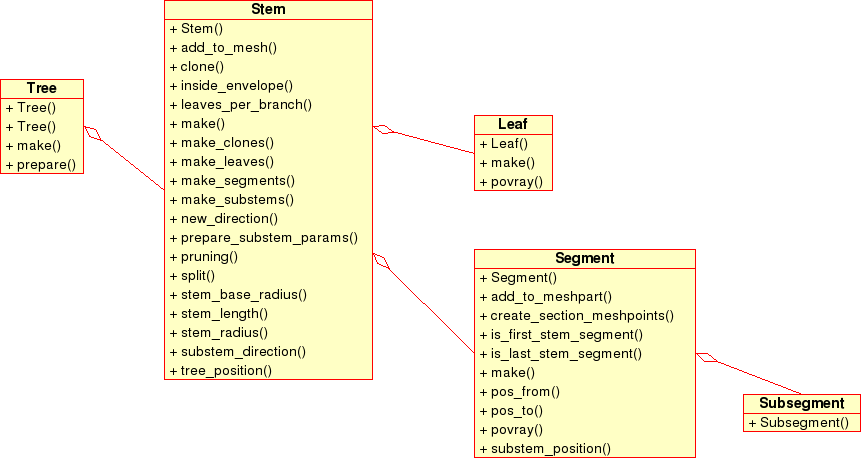 Stem
+ Stem()
+ add_to_mesh()
+ clone()
+ inside_envelope()
+ leaves_per_branch()
+ make()
+ make_clones()
+ make_leaves()
+ make_segments()
+ make_substems()
+ new_direction()
+ prepare_substem_params()
+ pruning()
+ split()
+ stem_base_radius()
+ stem_length()
+ stem_radius()
+ substem_direction()
+ tree_position()
Tree
+ Tree()
+ Tree()
+ make()
+ prepare()
Leaf
+ Leaf()
+ make()
+ povray()
Segment
+ Segment()
+ add_to_meshpart()
+ create_section_meshpoints()
+ is_first_stem_segment()
+ is_last_stem_segment()
+ make()
+ pos_from()
+ pos_to()
+ povray()
+ substem_position()
Subsegment
+ Subsegment()